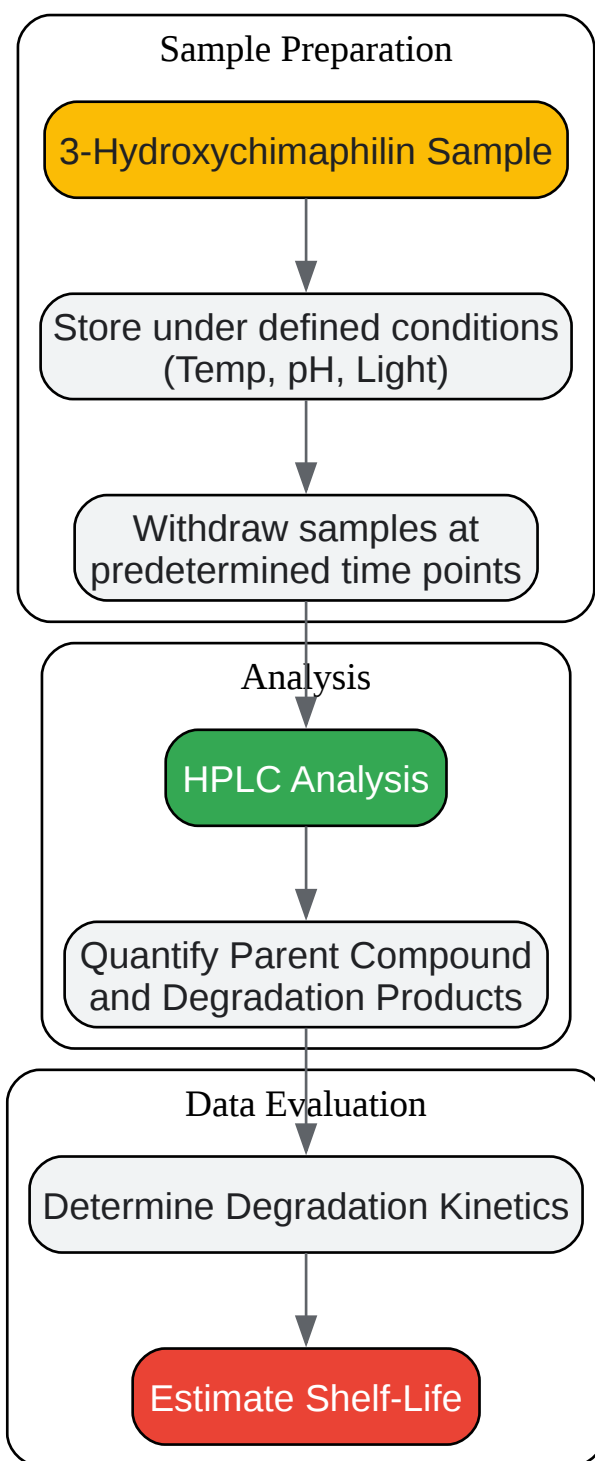 Sample Preparation
3-Hydroxychimaphilin Sample
Store under defined conditions
(Temp, pH, Light)
Withdraw samples at
predetermined time points
Analysis
HPLC Analysis
Quantify Parent Compound
and Degradation Products
Data Evaluation
Determine Degradation Kinetics
Estimate Shelf-Life